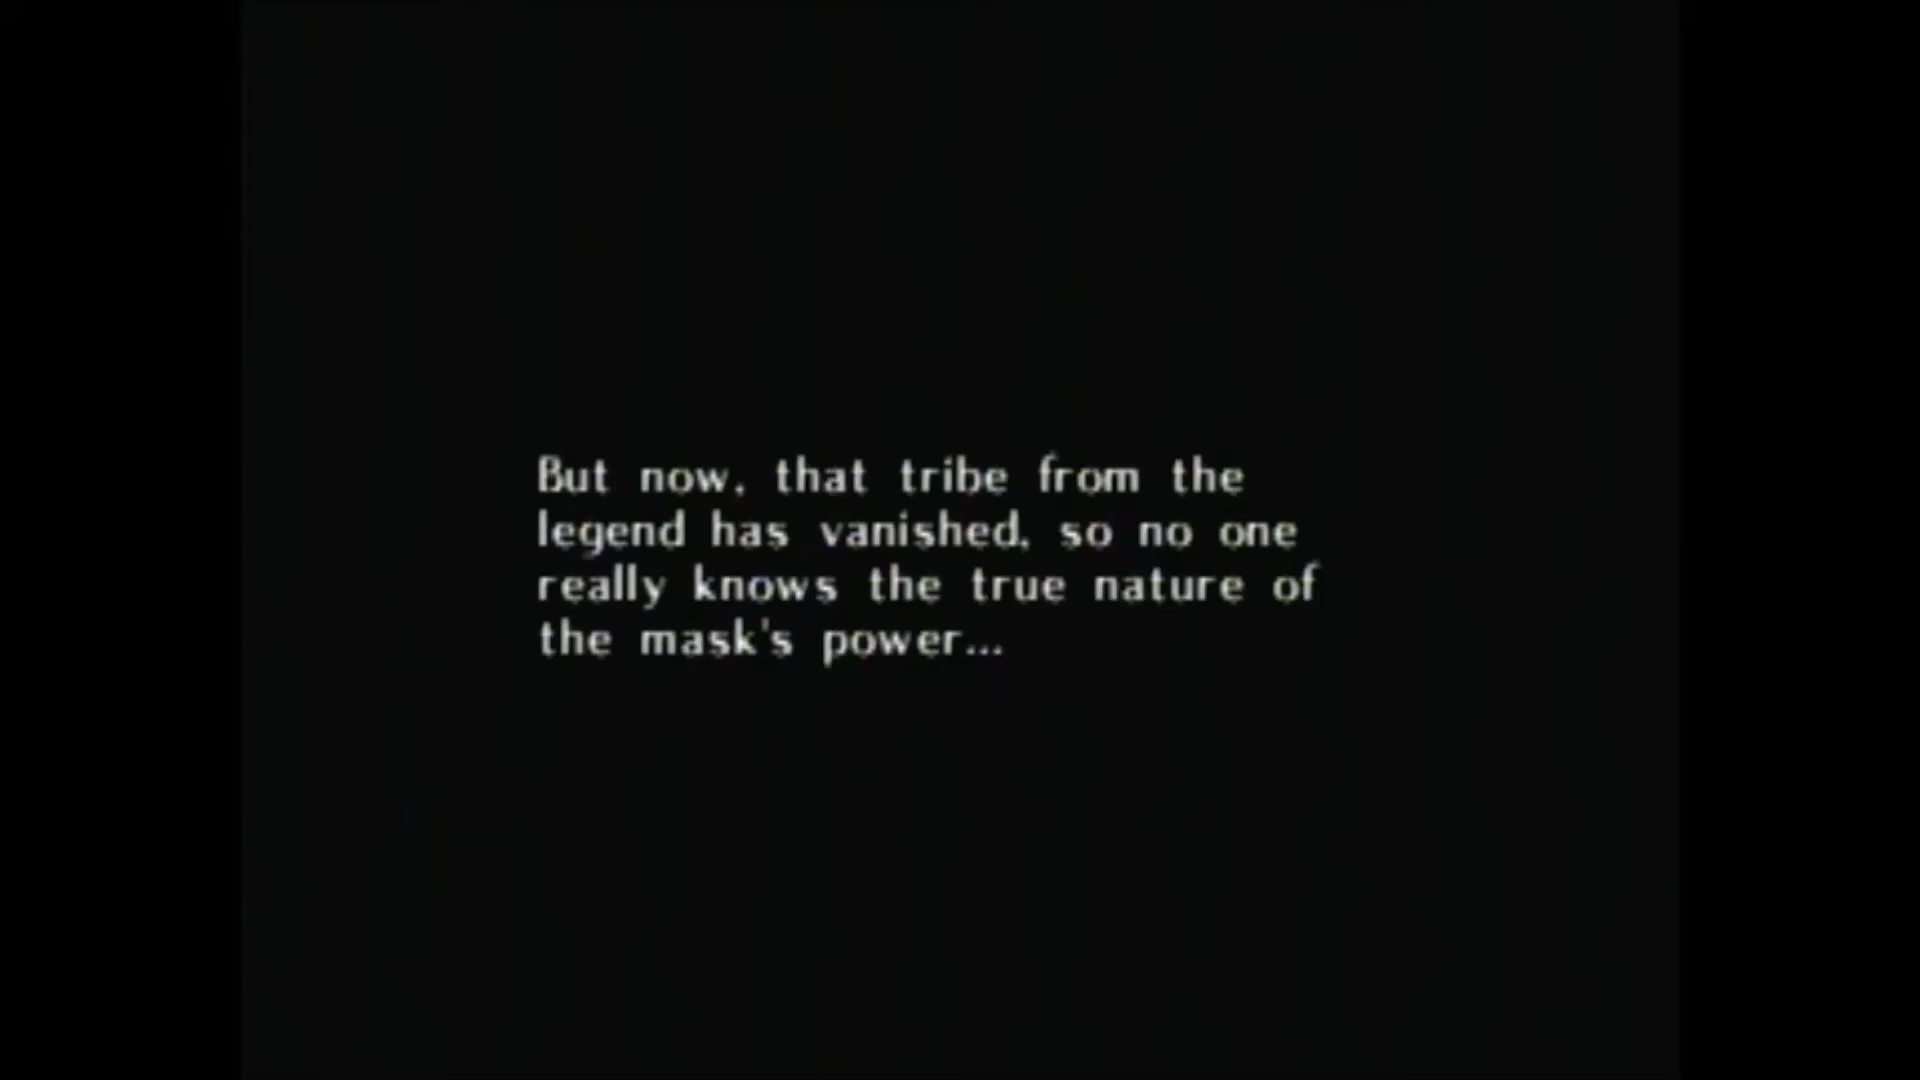 But now, that tribe from the
legend has vanished, so no one
really knows the true nature of
the mask's power...